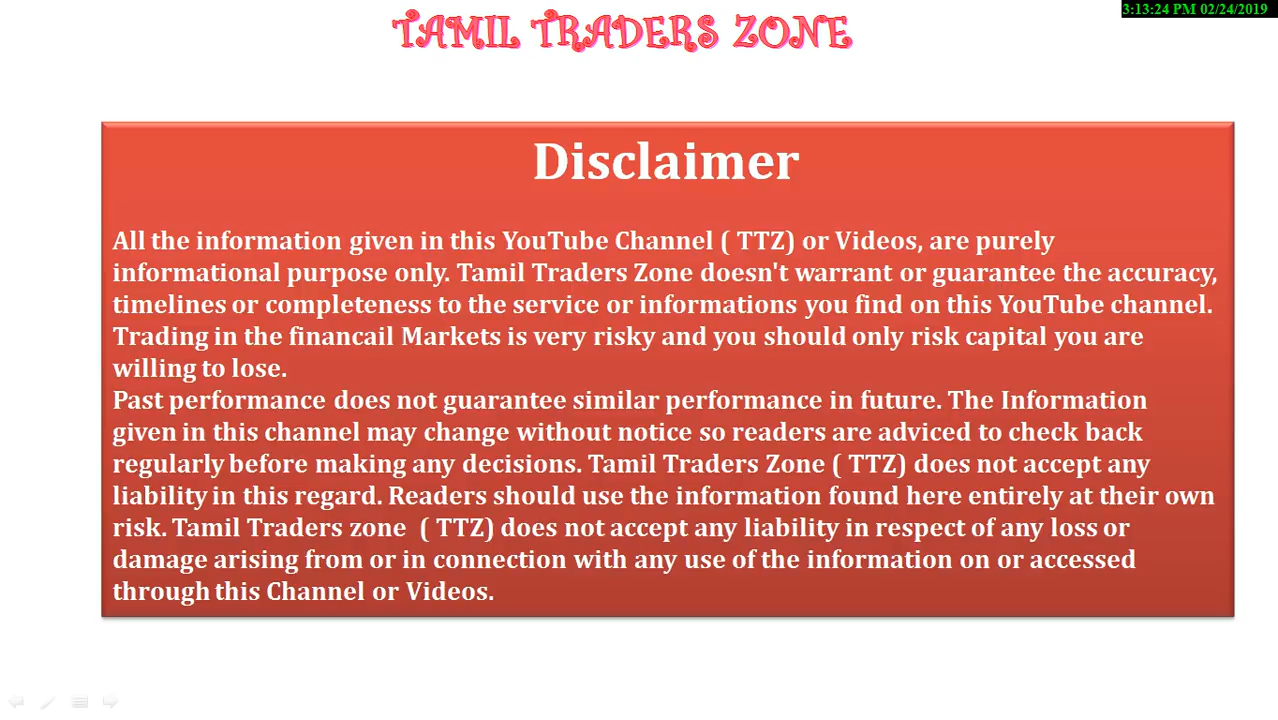 3:13:24 PM 02/24/2019
TAMIL TRADERS ZONE
Disclaimer
All the information given in this YouTube Channel ( TTZ) or Videos, are purely
informational purpose only. Tamil Traders Zone doesn't warrant or guarantee the accuracy,
timelines or completeness to the service or informations you find on this YouTube channel.
Trading in the financail Markets is very risky and you should only risk capital you are
willing to lose.
Past performance does not guarantee similar performance in future. The Information
given in this channel may change without notice so readers are adviced to check back
regularly before making any decisions. Tamil Traders Zone ( TTZ) does not accept any
liability in this regard. Readers should use the information found here entirely at their own
risk. Tamil Traders zone  ( TTZ) does not accept any liability in respect of any loss or
damage arising from or in connection with any use of the information on or accessed
through this Channel or Videos.